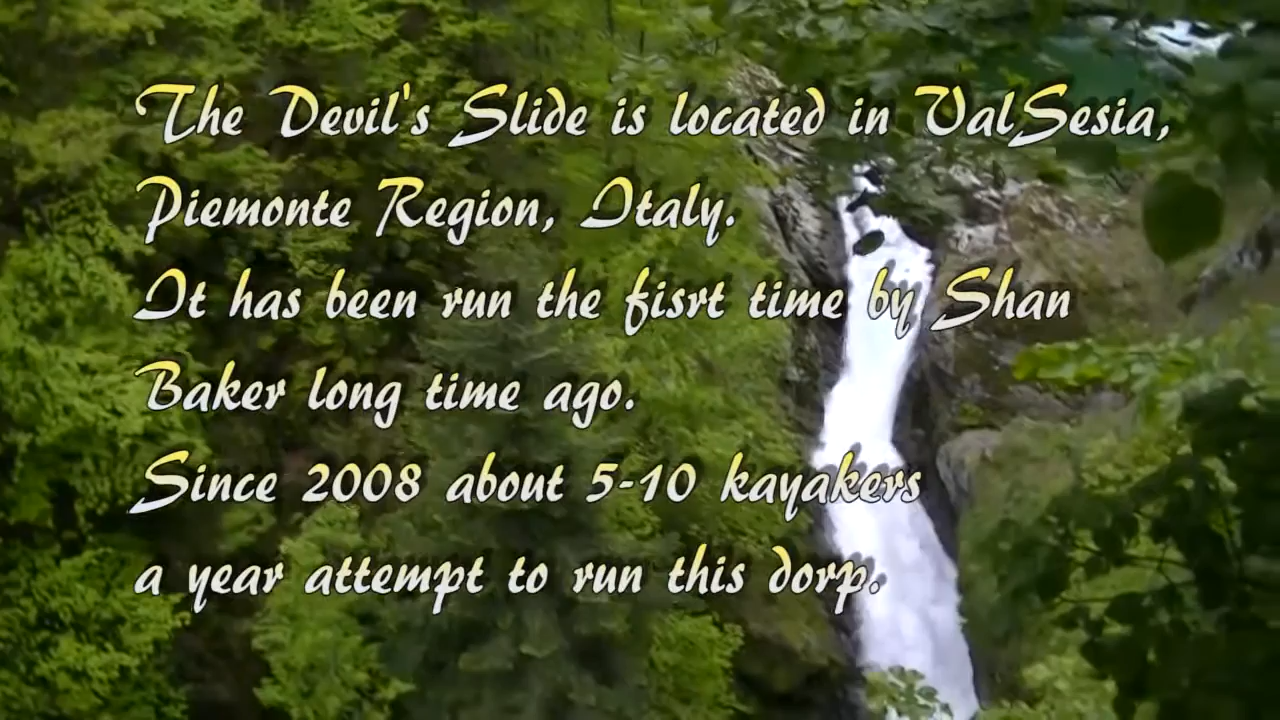 The Devil's Slide is located in ValSesia,
Piemonte Region, Italy.
It has been run the fisrt time by Shan
Baker long time ago.
Since 2008 about 5-10 kayakers
a year attempt to run this dorp.